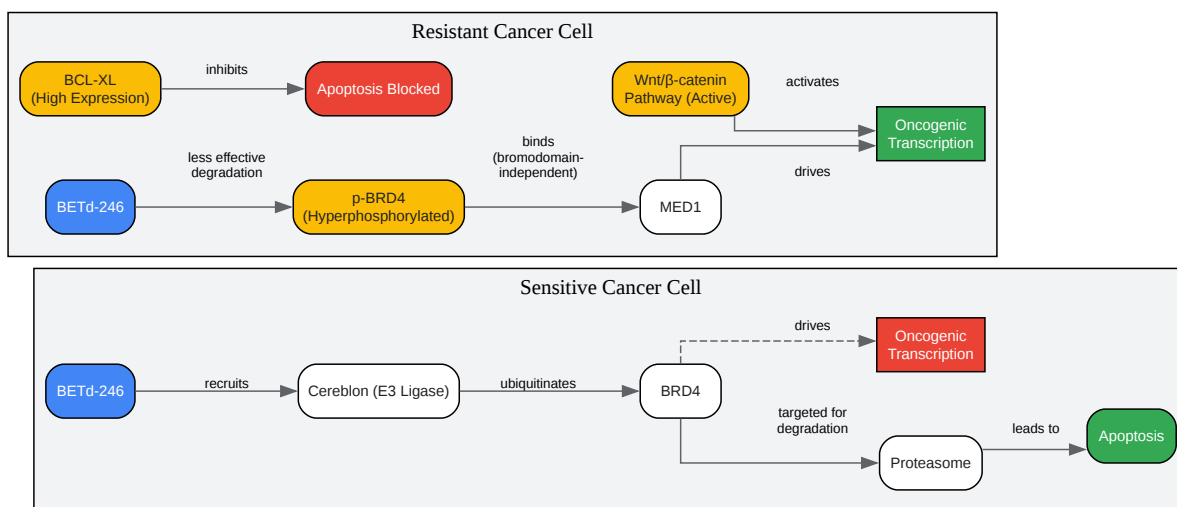 Resistant Cancer Cell
BCL-XL
(High Expression)
inhibits
Apoptosis Blocked
Wnt/β-catenin
Pathway (Active)
activates
Oncogenic
Transcription
BETd-246
less effective
degradation
p-BRD4
(Hyperphosphorylated)
binds
(bromodomain-
independent)
MED1
drives
Sensitive Cancer Cell
BETd-246
recruits
Cereblon (E3 Ligase)
ubiquitinates
BRD4
drives
Oncogenic
Transcription
targeted for
degradation
Proteasome
leads to
Apoptosis